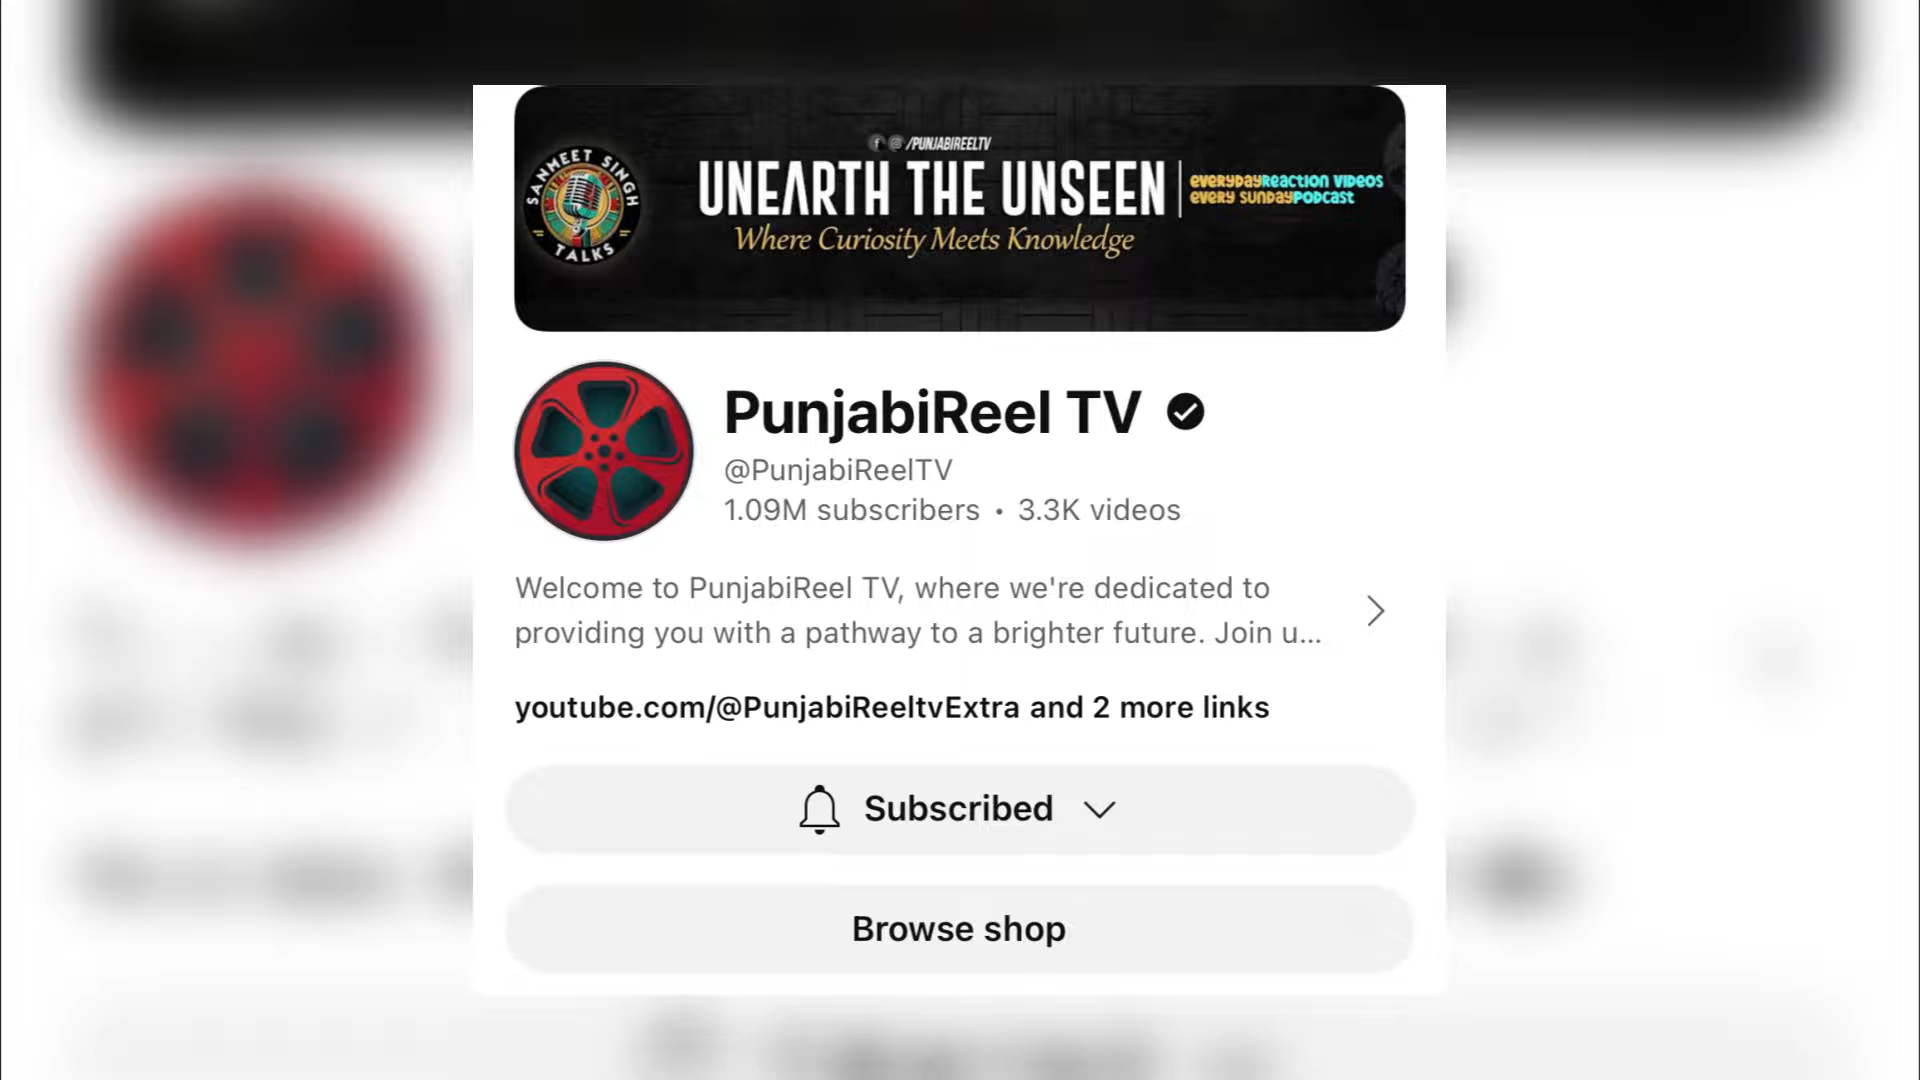 /PUNJABIREELTV
SANMEET SINGH
TALKS
UNEARTH THE UNSEEN
Where Curiosity Meets Knowledge
EVERYDAY REACTION VIDEOS
EVERY SUNDAY PODCAST
PunjabiReel TV
@PunjabiReelTV
1.09M subscribers • 3.3K videos
Welcome to PunjabiReel TV, where we're dedicated to
providing you with a pathway to a brighter future. Join u...
youtube.com/@PunjabiReeltvExtra and 2 more links
Subscribed
Browse shop